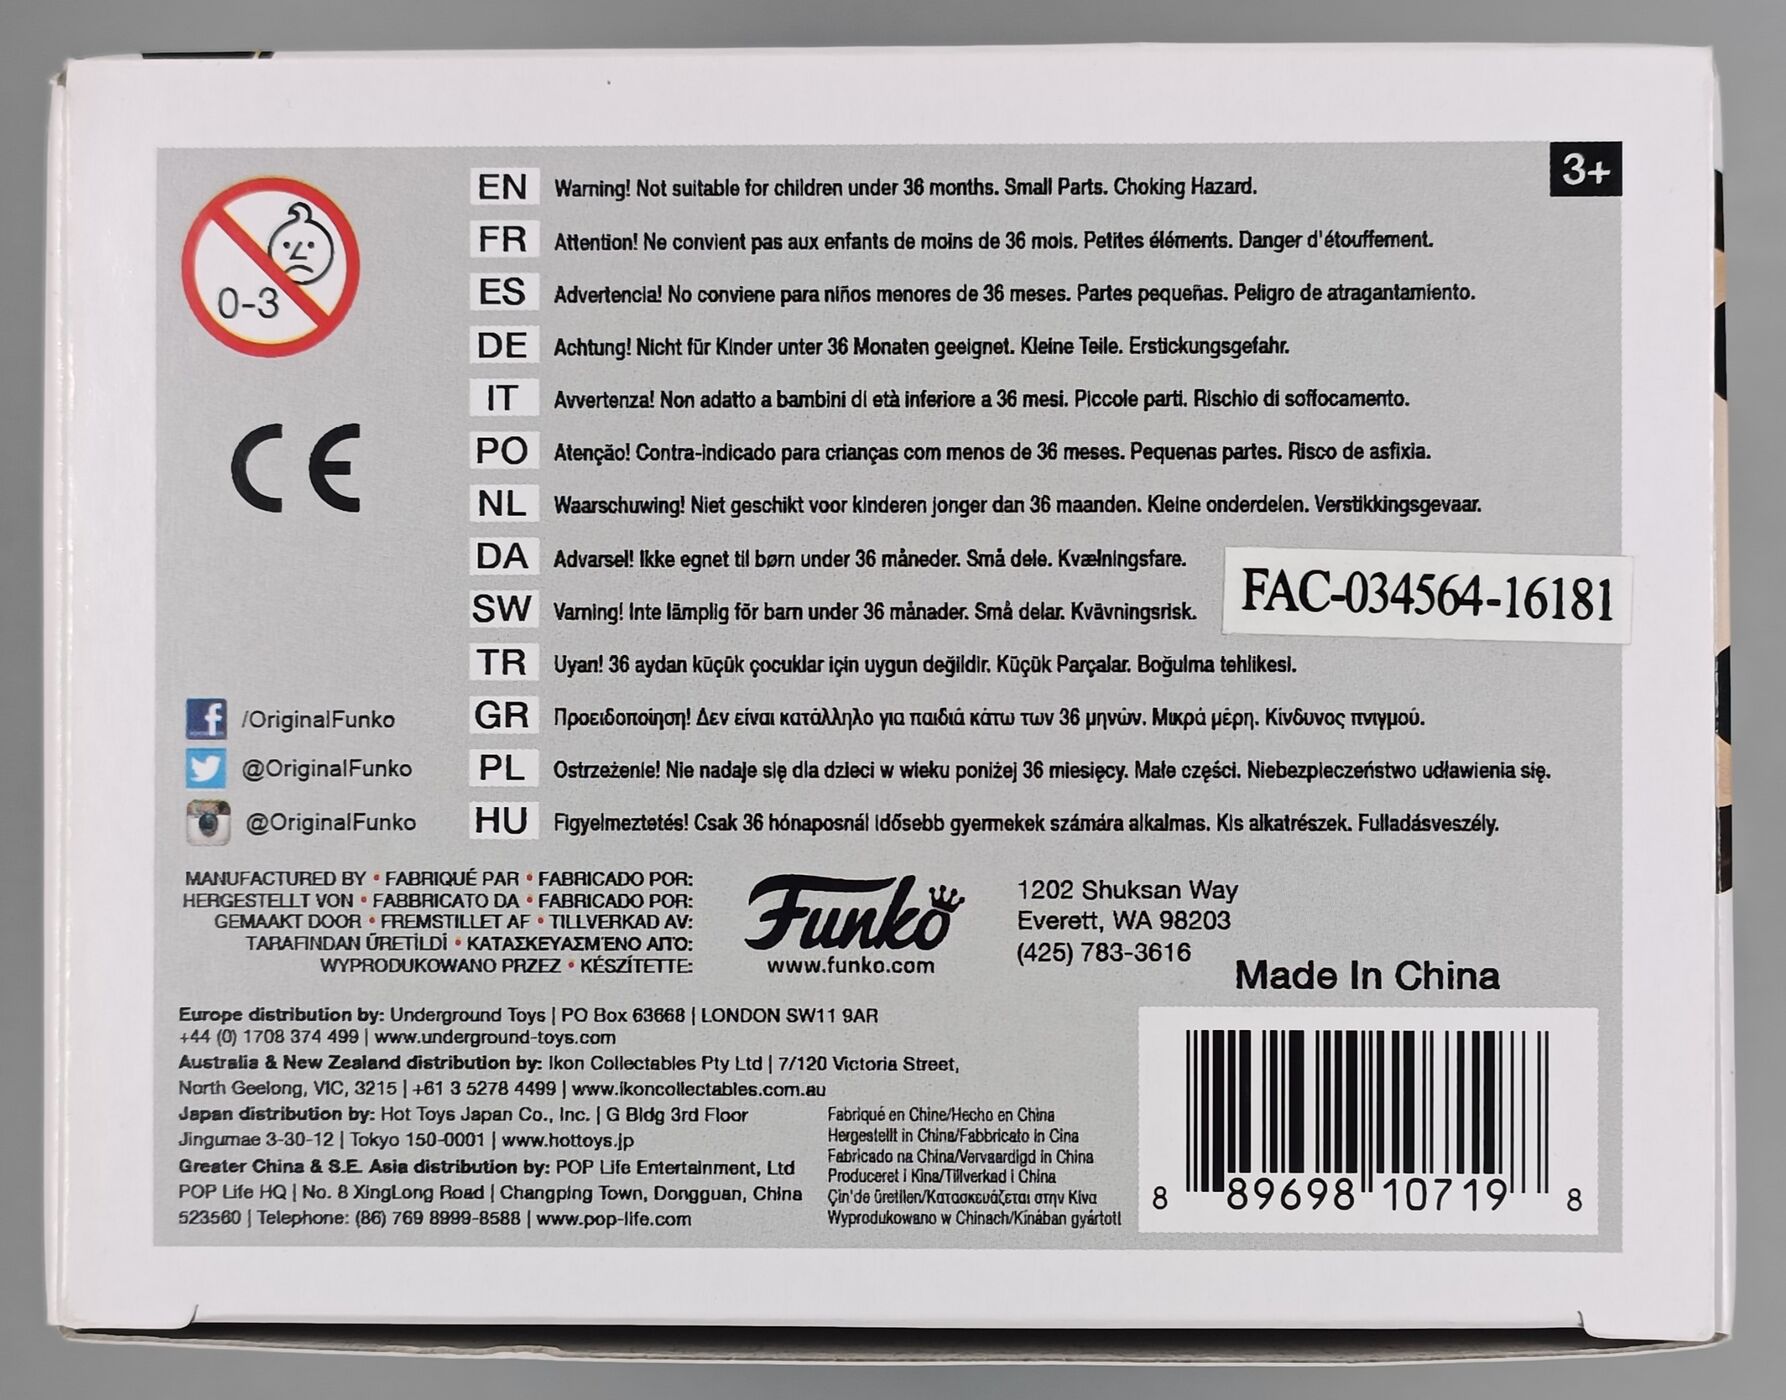 3+
0-3
EN Warning! Not suitable for children under 36 months. Small Parts. Choking Hazard.
FR Attention! Ne convient pas aux enfants de moins de 36 mois. Petites éléments. Danger d'étouffement.
ES Advertencia! No conviene para niños menores de 36 meses. Partes pequeñas. Peligro de atragantamiento.
DE Achtung! Nicht für Kinder unter 36 Monaten geeignet. Kleine Teile. Erstickungsgefahr.
IT Avvertenza! Non adatto a bambini di età inferiore a 36 mesi. Piccole parti. Rischio di soffocamento.
PO Atenção! Contra-indicado para crianças com menos de 36 meses. Pequenas partes. Risco de asfixia.
NL Waarschuwing! Niet geschikt voor kinderen jonger dan 36 maanden. Kleine onderdelen. Verstikkingsgevaar.
DA Advarsel! Ikke egnet til børn under 36 måneder. Små dele. Kvælningsfare.
SW Varning! Inte lämplig för barn under 36 månader. Små delar. Kvävningsrisk.
TR Uyarı! 36 aydan küçük çocuklar için uygun değildir. Küçük Parçalar. Boğulma tehlikesi.
GR Προειδοποίηση! Δεν είναι κατάλληλο για παιδιά κάτω των 36 μηνών. Μικρά μέρη. Κίνδυνος πνιγμού.
PL Ostrzeżenie! Nie nadaje się dla dzieci w wieku poniżej 36 miesięcy. Małe części. Niebezpieczeństwo udławienia się.
HU Figyelmeztetés! Csak 36 hónaposnál idősebb gyermekek számára alkalmas. Kis alkatrészek. Fulladásveszély.
CE
FAC-034564-16181
/OriginalFunko
@OriginalFunko
@OriginalFunko
MANUFACTURED BY • FABRIQUÉ PAR • FABRICADO POR:
HERGESTELLT VON • FABBRICATO DA • FABRICADO POR:
GEMAAKT DOOR • FREMSTILLET AF • TILLVERKAD AV:
TARAFINDAN ÜRETİLDİ • ΚΑΤΑΣΚΕΥΑΣΜΈΝΟ ΑΠΌ:
WYPRODUKOWANO PRZEZ • KÉSZÍTETTE:
Funko
www.funko.com
1202 Shuksan Way
Everett, WA 98203
(425) 783-3616
Made In China
Europe distribution by: Underground Toys | PO Box 63668 | LONDON SW11 9AR
+44 (0) 1708 374 499 | www.underground-toys.com
Australia & New Zealand distribution by: Ikon Collectables Pty Ltd | 7/120 Victoria Street,
North Geelong, VIC, 3215 | +61 3 5278 4499 | www.ikoncollectables.com.au
Japan distribution by: Hot Toys Japan Co., Inc. | G Bldg 3rd Floor
Jingumae 3-30-12 | Tokyo 150-0001 | www.hottoys.jp
Greater China & S.E. Asia distribution by: POP Life Entertainment, Ltd
POP Life HQ | No. 8 XingLong Road | Changping Town, Dongguan, China
523560 | Telephone: (86) 769 8999-8588 | www.pop-life.com
Fabriqué en Chine/Hecho en China
Hergestellt in China/Fabbricato in Cina
Fabricado na China/Vervaardigd in China
Produceret i Kina/Tillverkad i China
Çin'de üretilen/Κατασκευάζεται στην Κίνα
Wyprodukowano w Chinach/Kínában gyártott
8 89698 10719 8